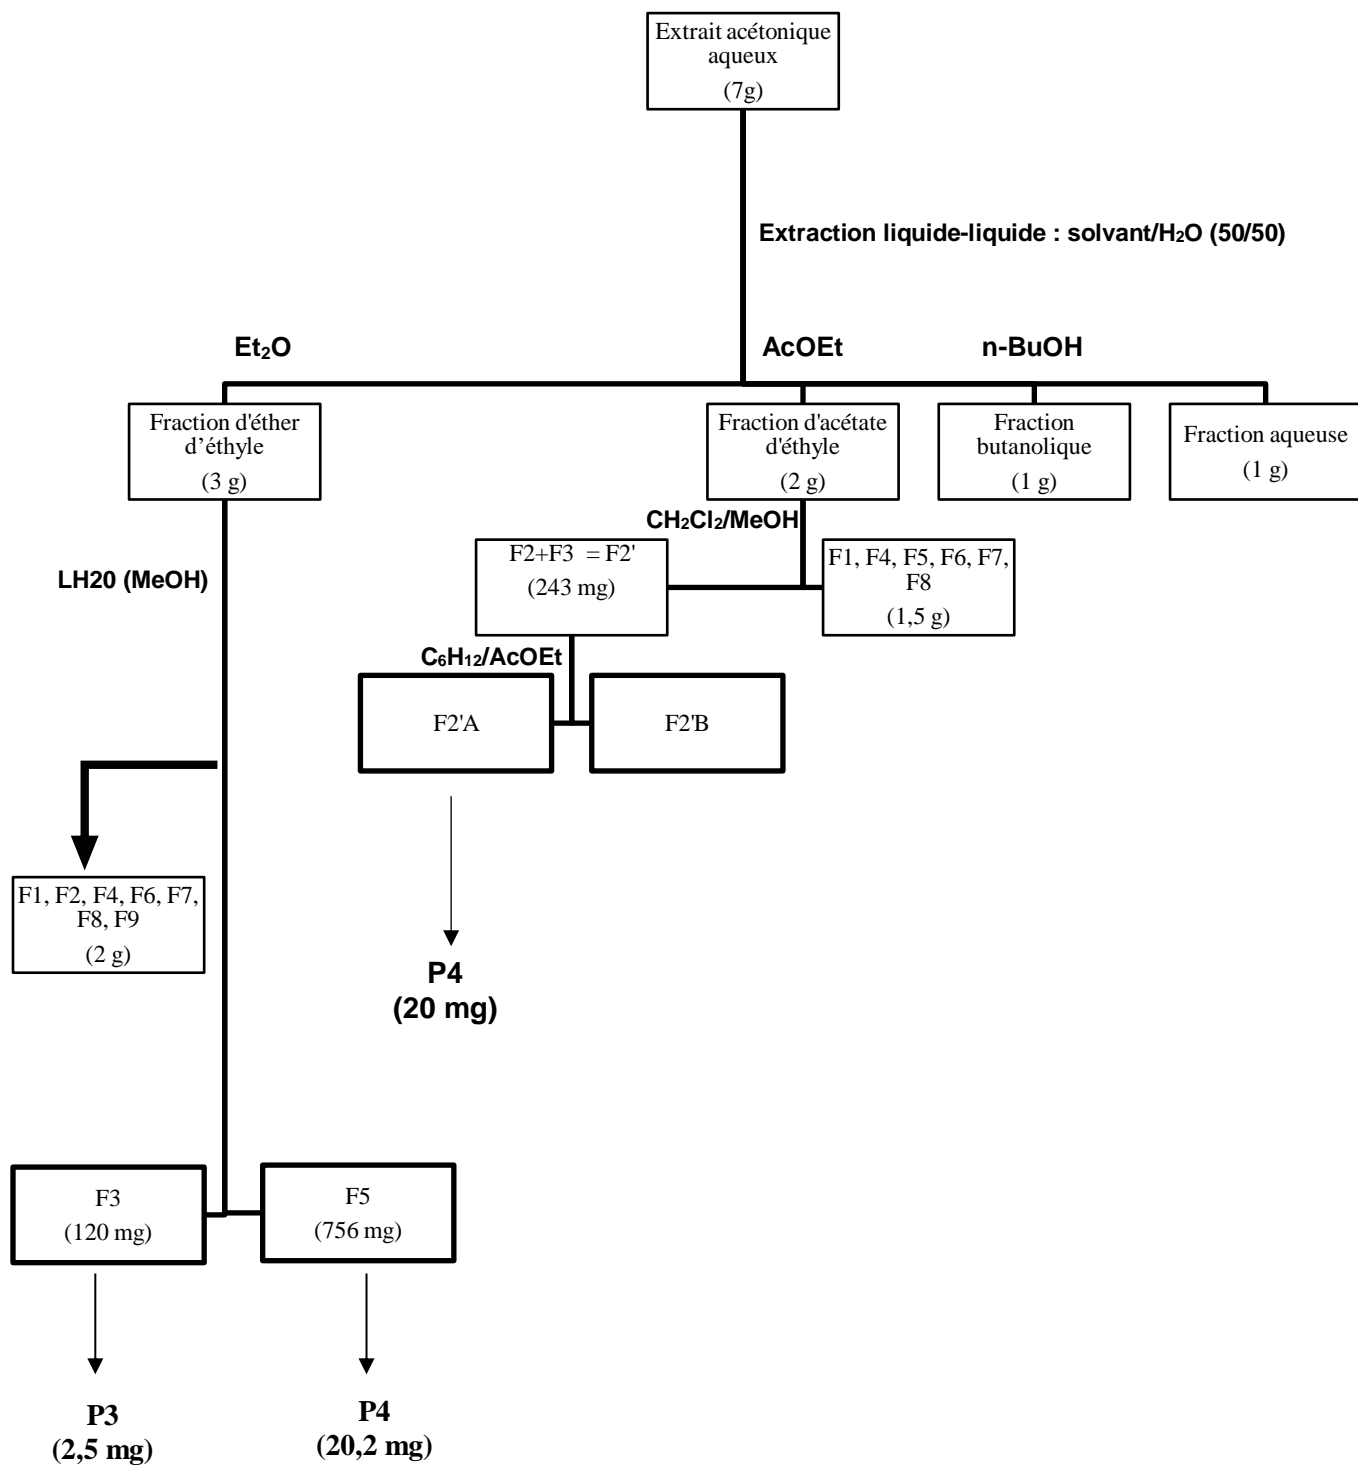 Extrait acétonique
aqueux
(7g)
Extraction liquide-liquide : solvant/H₂O (50/50)
Et₂O
AcOEt
n-BuOH
Fraction d'éther
d’éthyle
(3 g)
Fraction d'acétate
d'éthyle
(2 g)
Fraction
butanolique
(1 g)
Fraction aqueuse
(1 g)
CH₂Cl₂/MeOH
LH20 (MeOH)
F2+F3 = F2'
(243 mg)
F1, F4, F5, F6, F7,
F8
(1,5 g)
C₆H₁₂/AcOEt
F2'A
F2'B
F1, F2, F4, F6, F7,
F8, F9
(2 g)
P4
(20 mg)
F3
(120 mg)
F5
(756 mg)
P3
(2,5 mg)
P4
(20,2 mg)